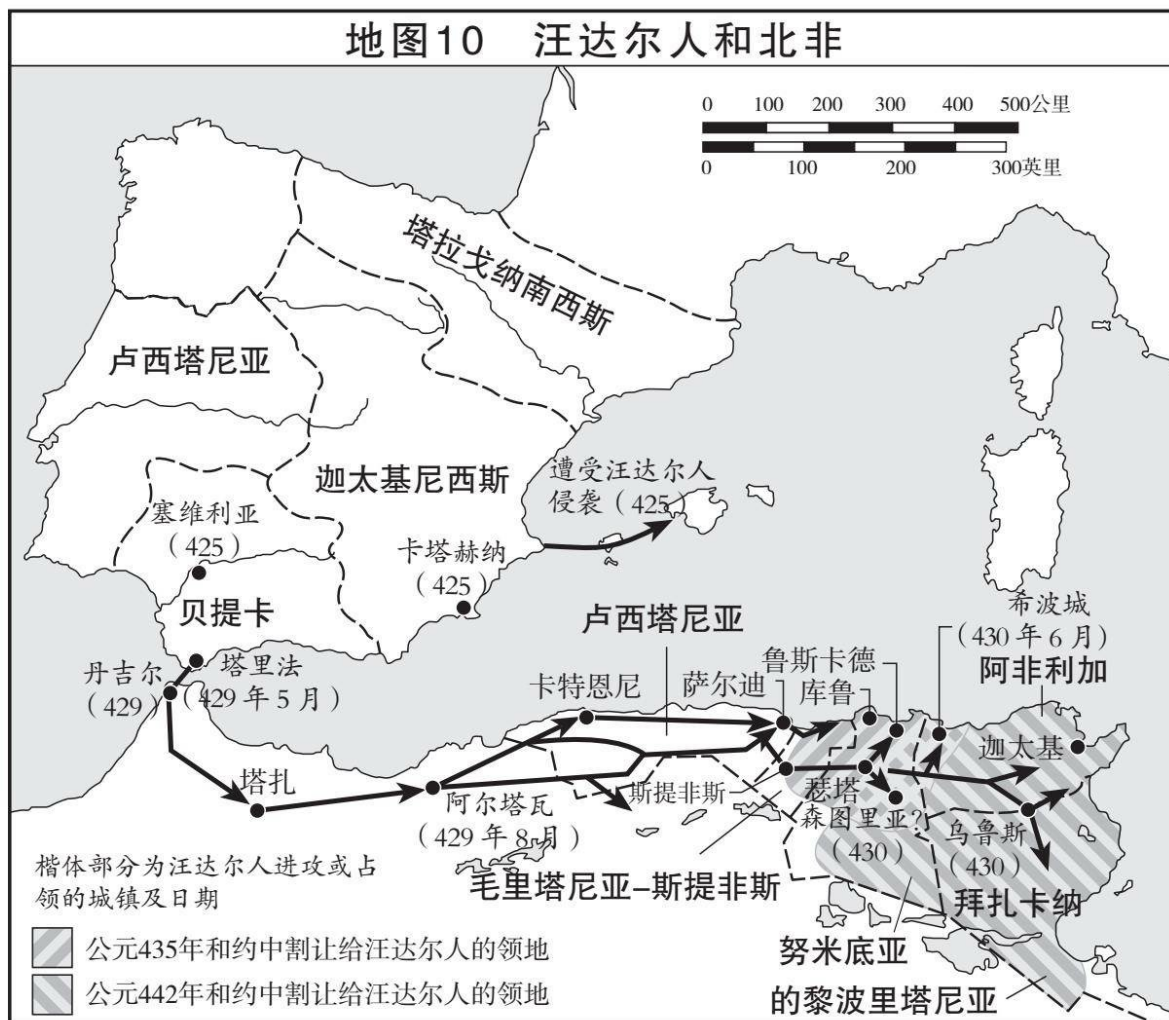 地图10 汪达尔人和北非
0 100 200 300 400 500公里
0 100 200 300英里
塔拉戈纳南西斯
卢西塔尼亚
迦太基尼西斯
遭受汪达尔人
侵袭（425）
塞维利亚
（425）
卡塔赫纳
（425）
贝提卡
丹吉尔
（429）
塔里法
（429年5月）
卢西塔尼亚
希波城
（430年6月）
阿非利加
鲁斯卡德
库鲁
萨尔迪
卡特恩尼
迦太基
塔扎
阿尔塔瓦
（429年8月）
斯提非斯
瑟塔
森图里亚?
（430）
乌鲁斯
（430）
毛里塔尼亚-斯提非斯
拜扎卡纳
努米底亚
的黎波里塔尼亚
楷体部分为汪达尔人进攻或占
领的城镇及日期
公元435年和约中割让给汪达尔人的领地
公元442年和约中割让给汪达尔人的领地